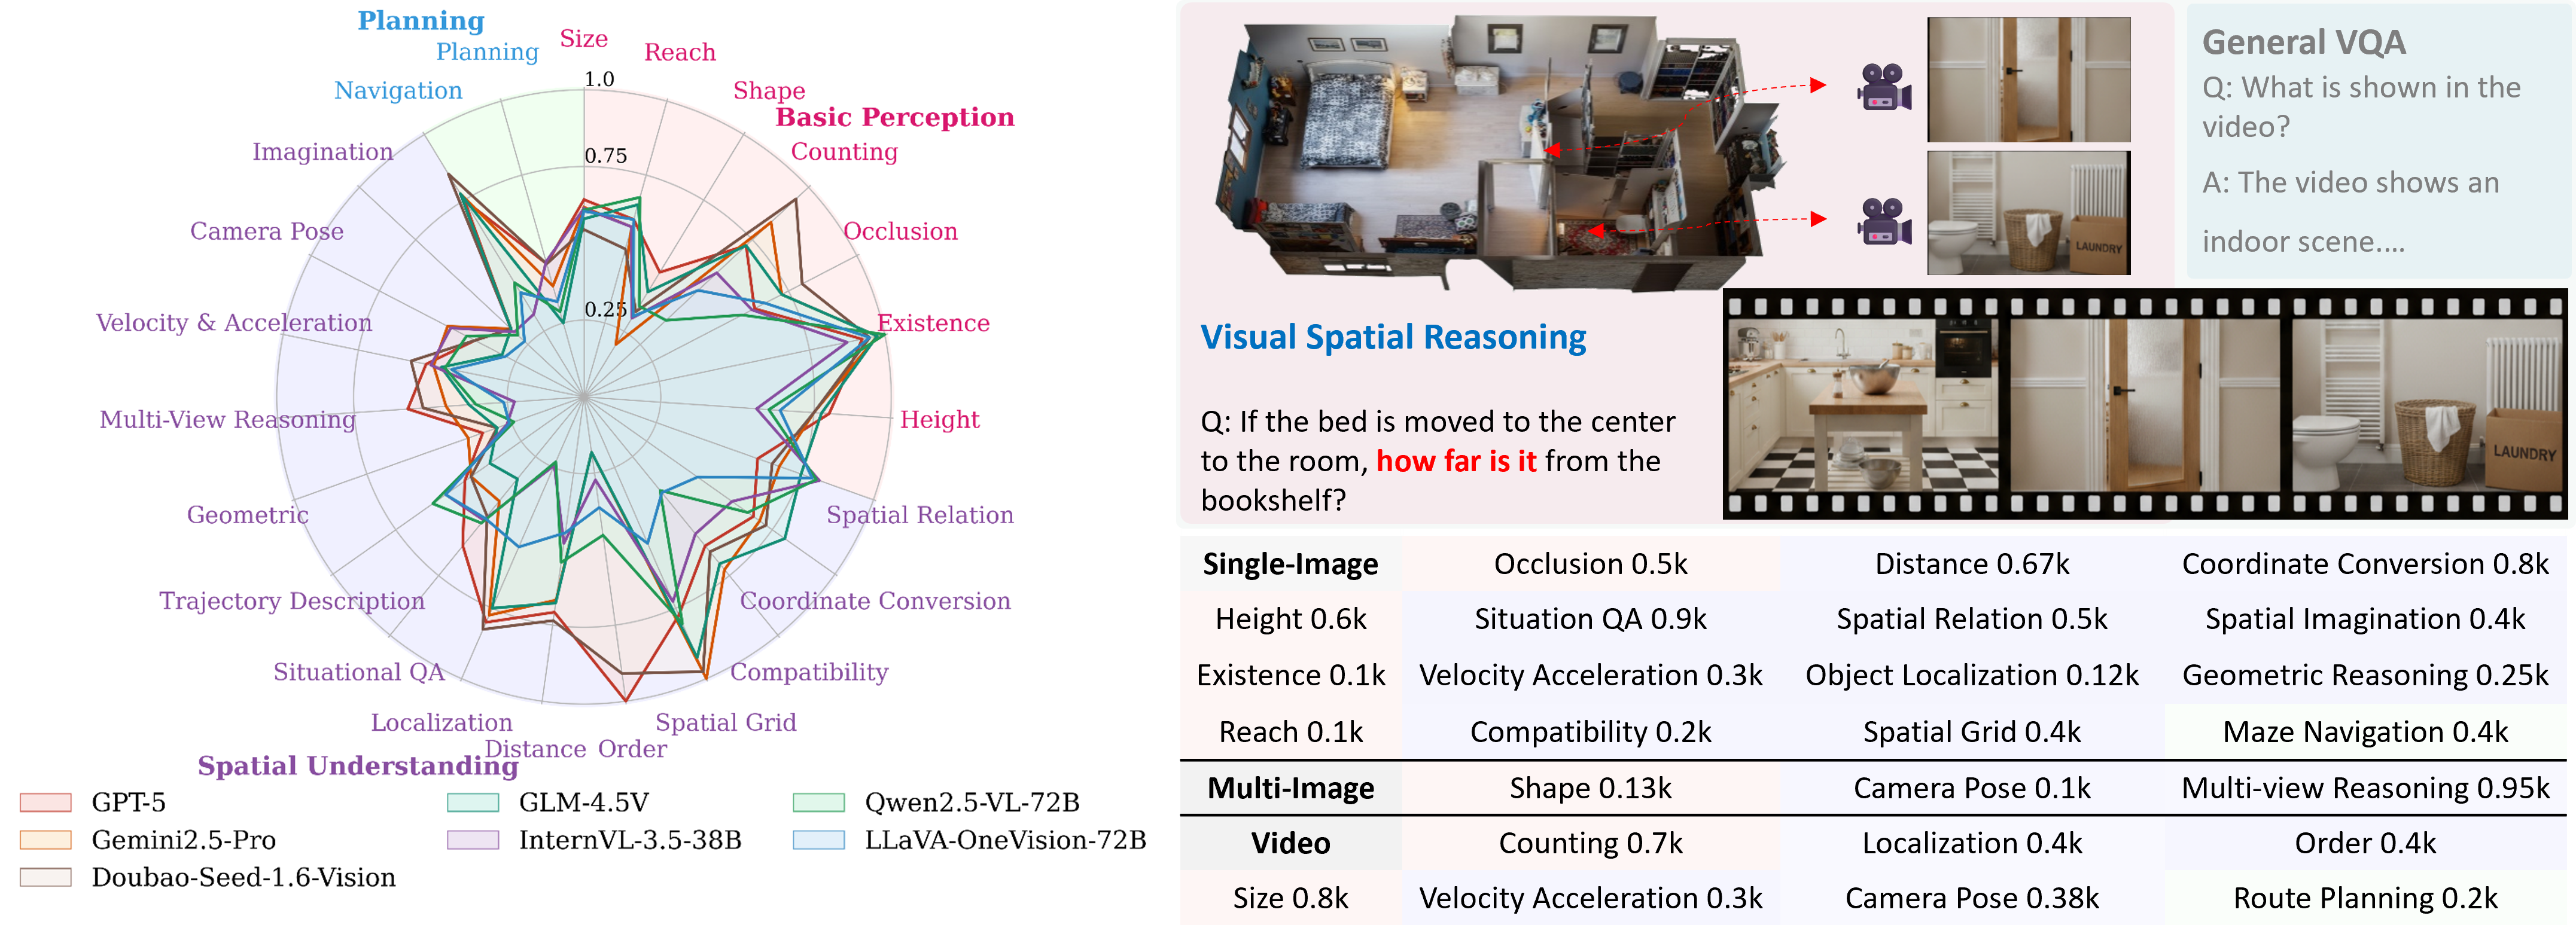 Planning
Planning
Navigation
Imagination
Camera Pose
Velocity & Acceleration
Multi-View Reasoning
Geometric
Trajectory Description
Situational QA
Localization
Distance
Order
Spatial Grid
Compatibility
Coordinate Conversion
Spatial Relation
Height
Existence
Occlusion
Counting
Basic Perception
Shape
Reach
Size
1.0
0.75
0.25
Spatial Understanding
GPT-5
GLM-4.5V
Qwen2.5-VL-72B
Gemini2.5-Pro
InternVL-3.5-38B
LLaVA-OneVision-72B
Doubao-Seed-1.6-Vision
LAUNDRY
General VQA
Q: What is shown in the
video?
A: The video shows an
indoor scene....
Visual Spatial Reasoning
Q: If the bed is moved to the center
to the room, how far is it from the
bookshelf?
LAUNDRY
Single-Image Occlusion 0.5k Distance 0.67k Coordinate Conversion 0.8k
Height 0.6k Situation QA 0.9k Spatial Relation 0.5k Spatial Imagination 0.4k
Existence 0.1k Velocity Acceleration 0.3k Object Localization 0.12k Geometric Reasoning 0.25k
Reach 0.1k Compatibility 0.2k Spatial Grid 0.4k Maze Navigation 0.4k
Multi-Image Shape 0.13k Camera Pose 0.1k Multi-view Reasoning 0.95k
Video Counting 0.7k Localization 0.4k Order 0.4k
Size 0.8k Velocity Acceleration 0.3k Camera Pose 0.38k Route Planning 0.2k